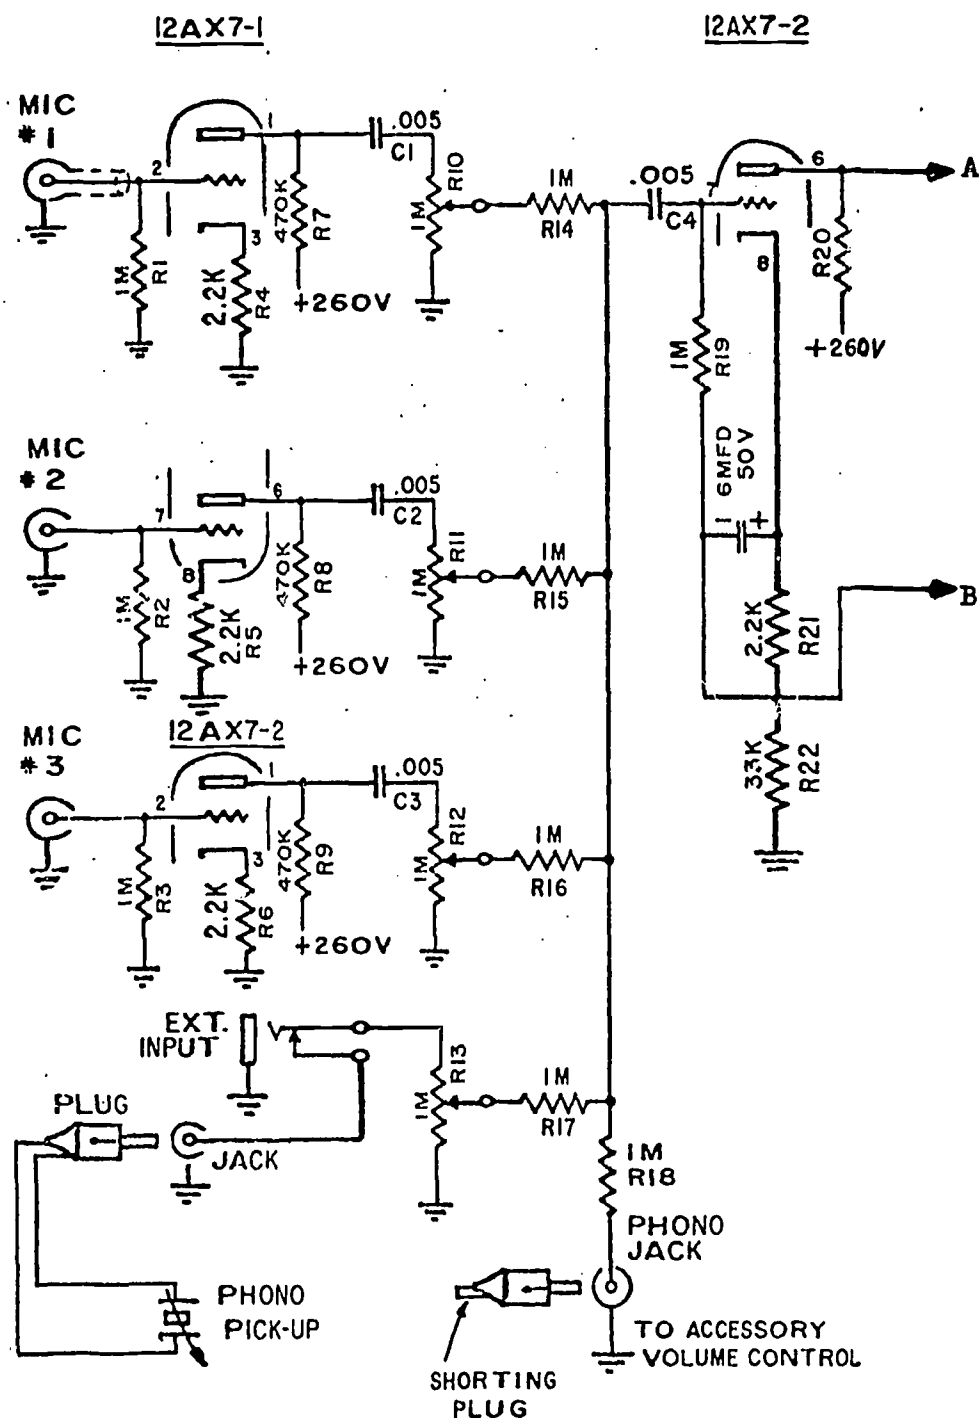 12AX7-1
12AX7-2
MIC
#1
2
1
3
1M
R1
2.2K
R4
470K
R7
+260V
.005
C1
1M
R10
1M
R14
.005
C4
7
6
8
A
R20
+260V
1M
R19
6MFD
50V
+
MIC
#2
7
6
8
1M
R2
2.2K
R5
470K
R8
+260V
.005
C2
1M
R11
1M
R15
B
2.2K
R21
33K
R22
MIC
#3
12AX7-2
2
1
3
1M
R3
2.2K
R6
470K
R9
+260V
.005
C3
1M
R12
1M
R16
EXT.
INPUT
1M
R13
1M
R17
PLUG
JACK
1M
R18
PHONO
JACK
PHONO
PICK-UP
TO ACCESSORY
VOLUME CONTROL
SHORTING
PLUG